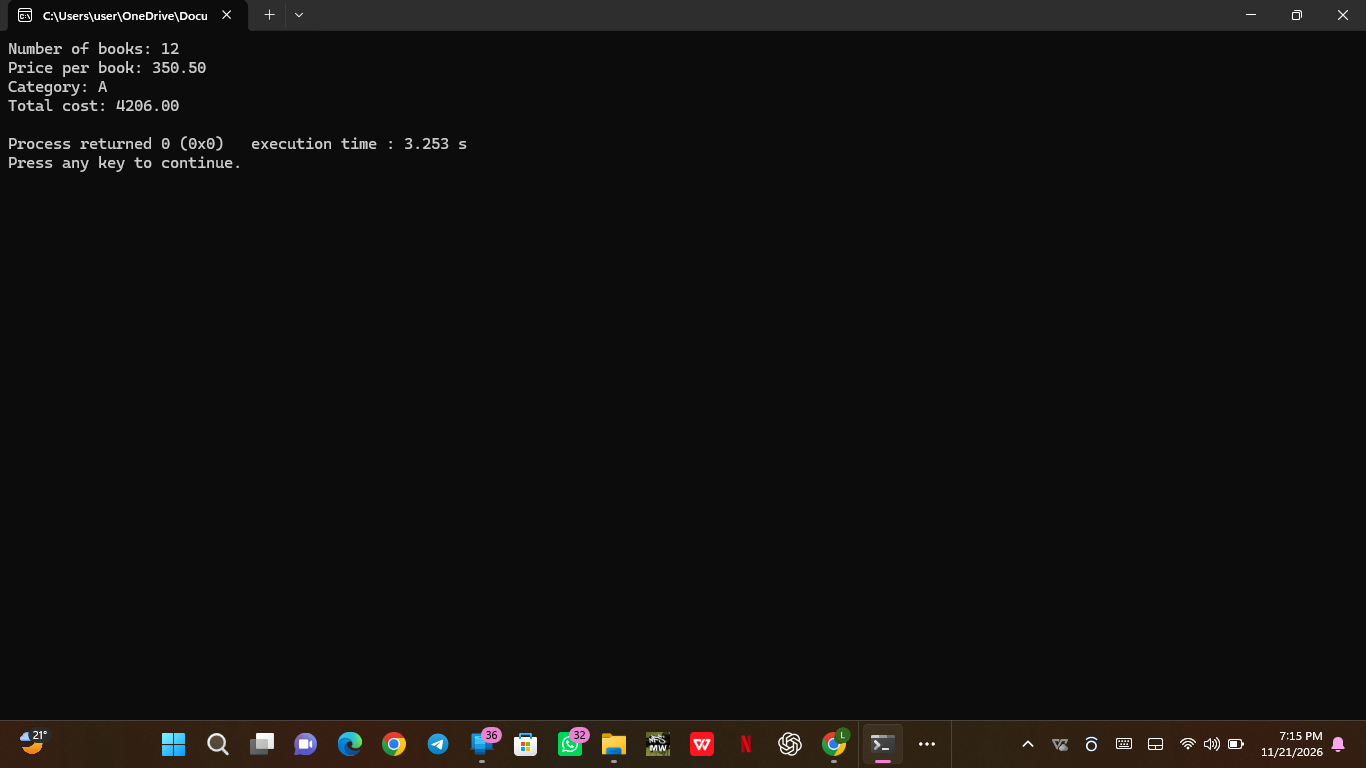 C:\Users\user\OneDrive\Docu
Number of books: 12
Price per book: 350.50
Category: A
Total cost: 4206.00
Process returned 0 (0x0)   execution time : 3.253 s
Press any key to continue.
21°
36
32
MW
L
7:15 PM
11/21/2026